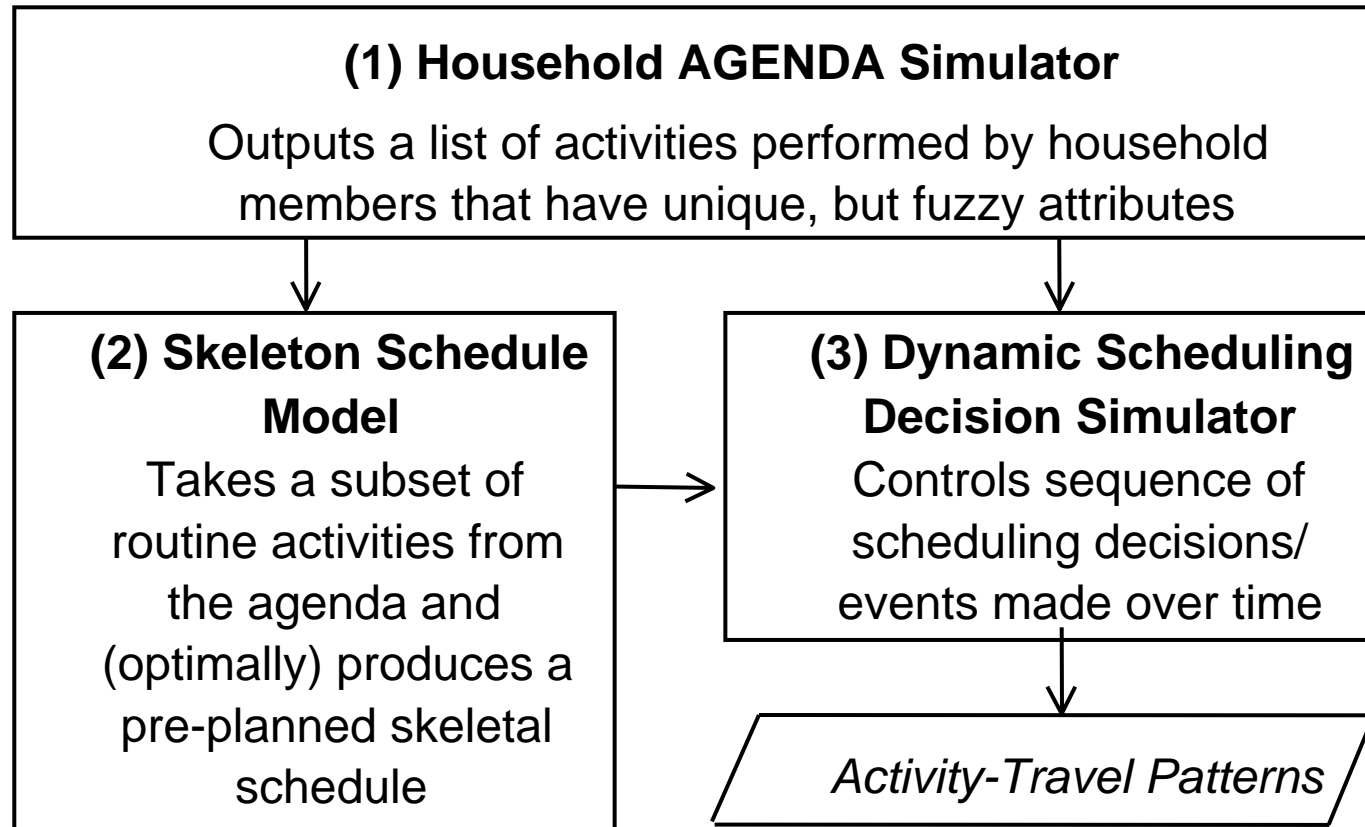 (1) Household AGENDA Simulator
Outputs a list of activities performed by household
members that have unique, but fuzzy attributes
(2) Skeleton Schedule
Model
Takes a subset of
routine activities from
the agenda and
(optimally) produces a
pre-planned skeletal
schedule
(3) Dynamic Scheduling
Decision Simulator
Controls sequence of
scheduling decisions/
events made over time
Activity-Travel Patterns